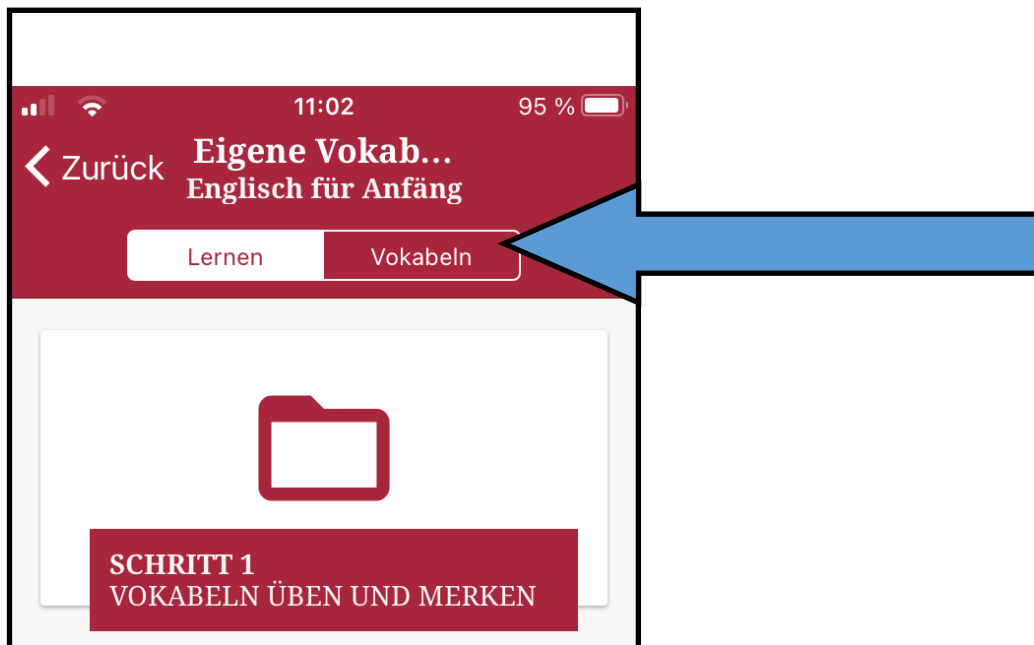 11:02 95 %
Zurück Eigene Vokab...
Englisch für Anfäng
Lernen Vokabeln
SCHRITT 1
VOKABELN ÜBEN UND MERKEN